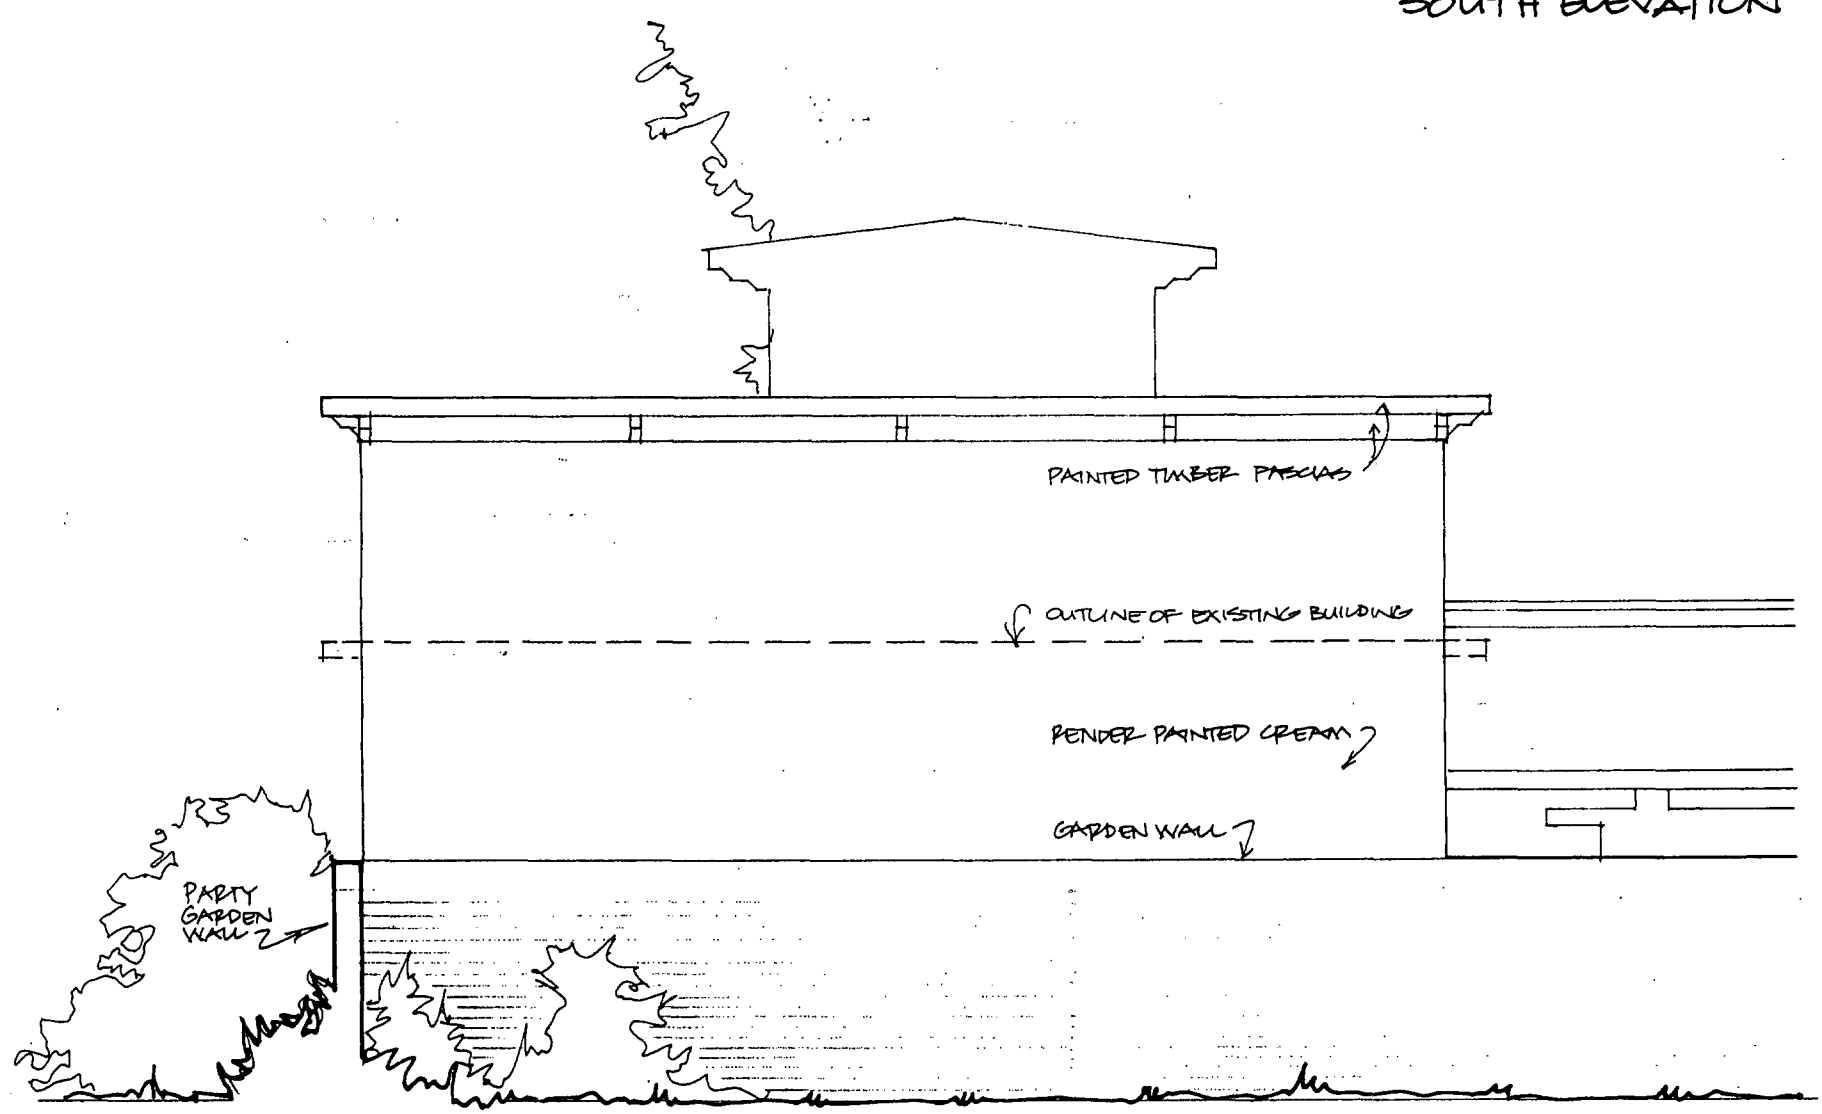 SOUTH ELEVATION
PAINTED TIMBER FASCIAS
OUTLINE OF EXISTING BUILDING
RENDER PAINTED CREAM
GARDEN WALL
PARTY
GARDEN
WALL